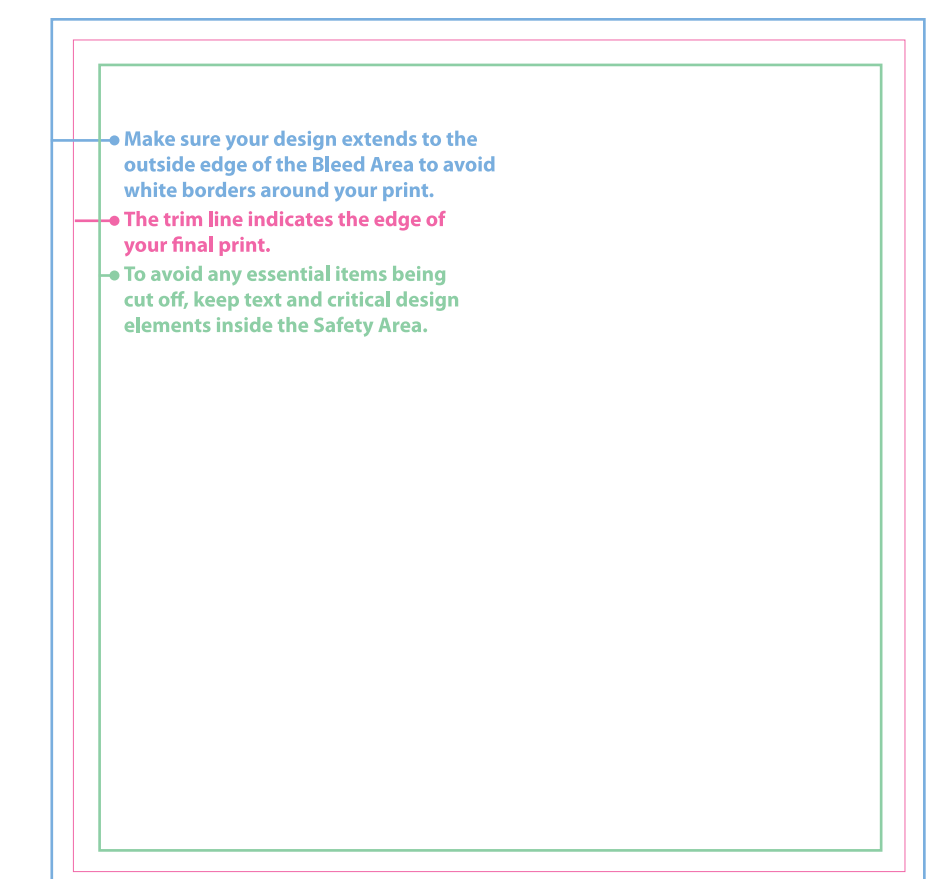 Make sure your design extends to the
outside edge of the Bleed Area to avoid
white borders around your print.
The trim line indicates the edge of
your final print.
To avoid any essential items being
cut off, keep text and critical design
elements inside the Safety Area.